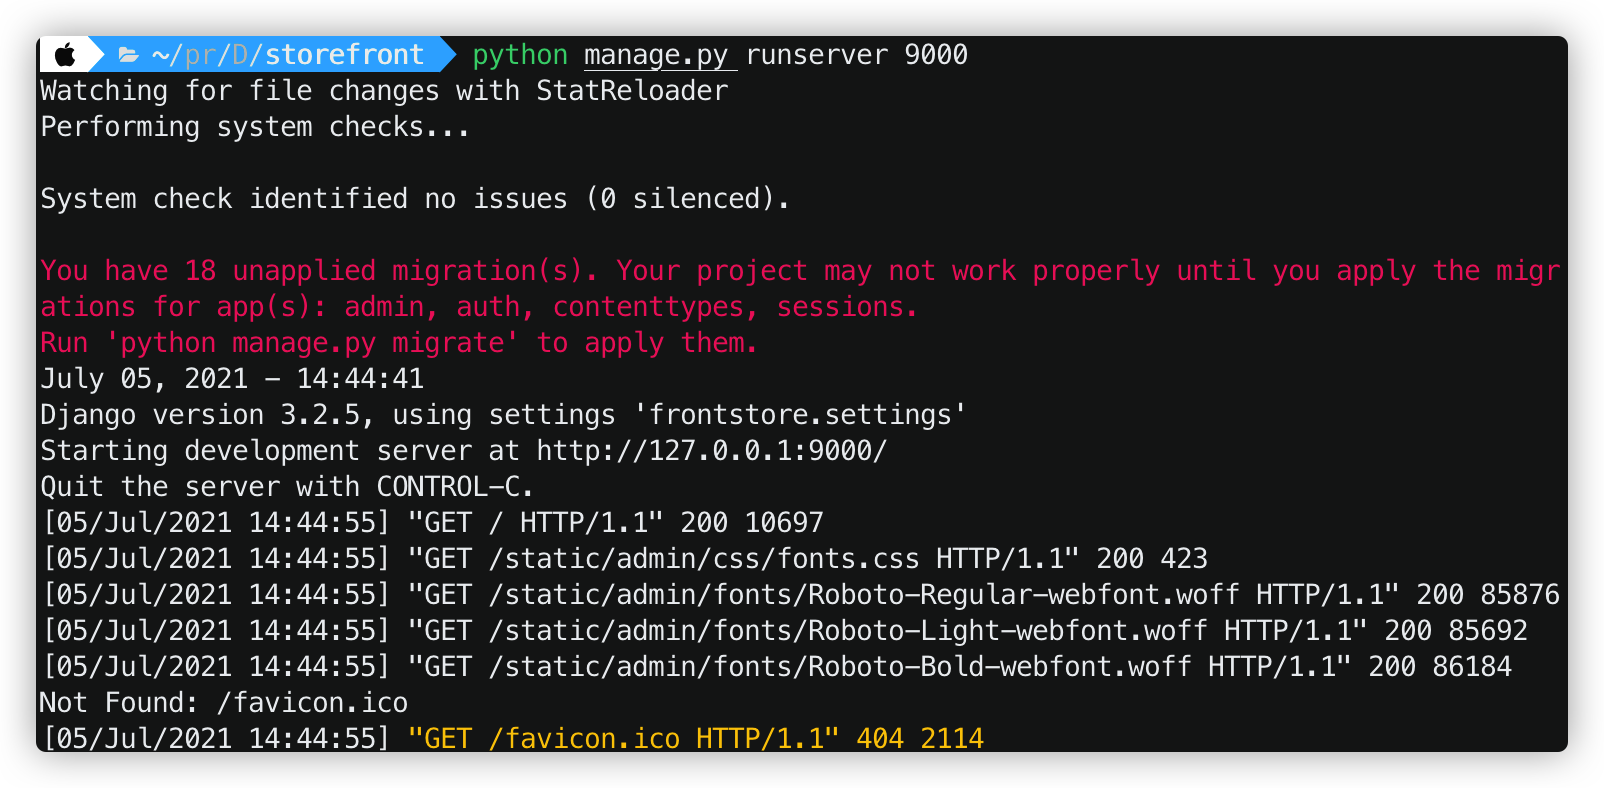 ~/pr/D/storefront python manage.py runserver 9000
Watching for file changes with StatReloader
Performing system checks...
System check identified no issues (0 silenced).
You have 18 unapplied migration(s). Your project may not work properly until you apply the migr
ations for app(s): admin, auth, contenttypes, sessions.
Run 'python manage.py migrate' to apply them.
July 05, 2021 - 14:44:41
Django version 3.2.5, using settings 'frontstore.settings'
Starting development server at http://127.0.0.1:9000/
Quit the server with CONTROL-C.
[05/Jul/2021 14:44:55] "GET / HTTP/1.1" 200 10697
[05/Jul/2021 14:44:55] "GET /static/admin/css/fonts.css HTTP/1.1" 200 423
[05/Jul/2021 14:44:55] "GET /static/admin/fonts/Roboto-Regular-webfont.woff HTTP/1.1" 200 85876
[05/Jul/2021 14:44:55] "GET /static/admin/fonts/Roboto-Light-webfont.woff HTTP/1.1" 200 85692
[05/Jul/2021 14:44:55] "GET /static/admin/fonts/Roboto-Bold-webfont.woff HTTP/1.1" 200 86184
Not Found: /favicon.ico
[05/Jul/2021 14:44:55] "GET /favicon.ico HTTP/1.1" 404 2114